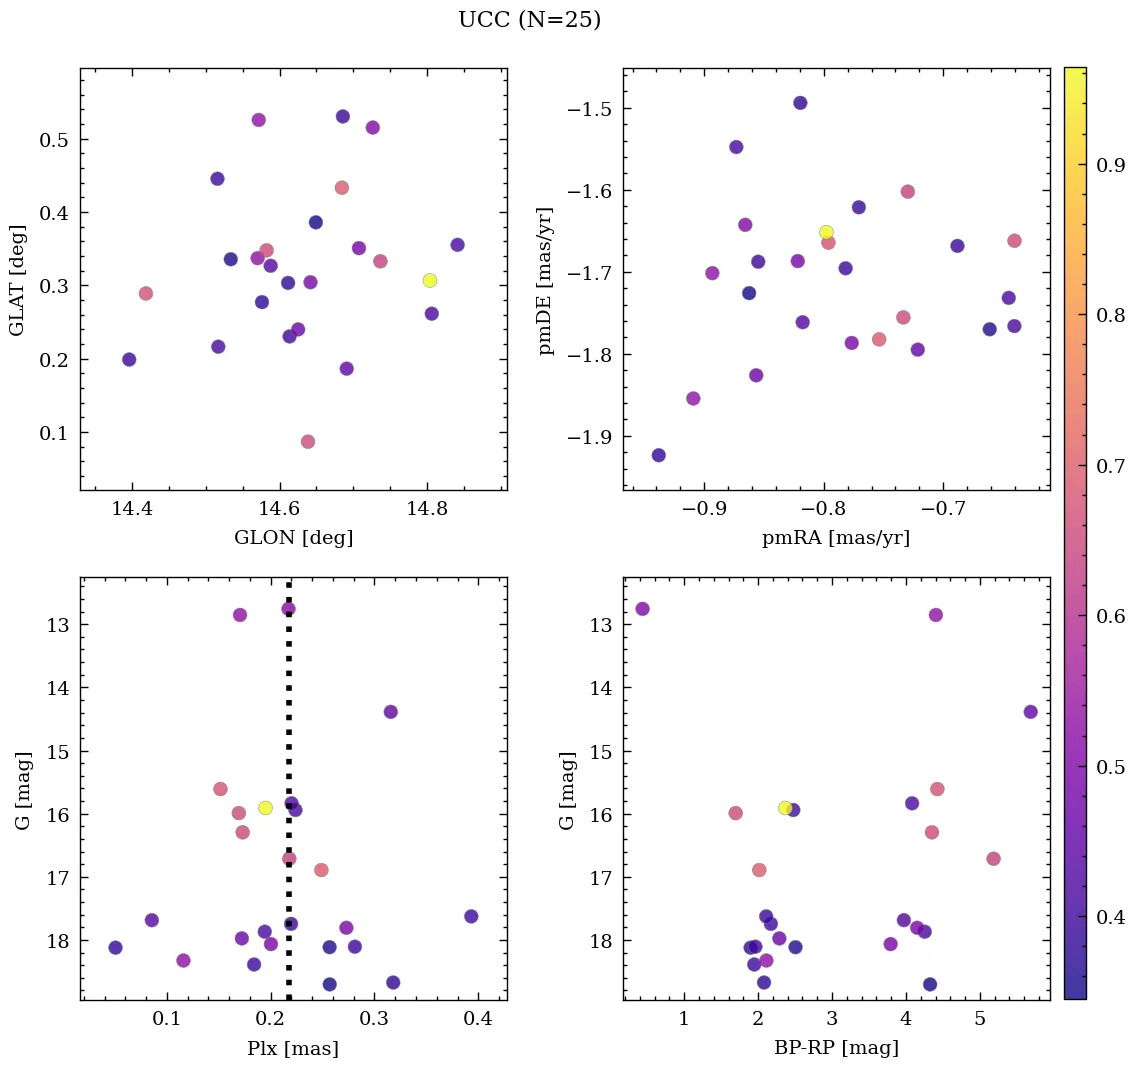 UCC (N=25)
0.5
0.4
0.3
0.2
0.1
GLAT [deg]
14.4 14.6 14.8
GLON [deg]
−1.5
−1.6
−1.7
−1.8
−1.9
pmDE [mas/yr]
−0.9 −0.8 −0.7
pmRA [mas/yr]
13
14
15
16
17
18
G [mag]
0.1 0.2 0.3 0.4
Plx [mas]
13
14
15
16
17
18
G [mag]
1 2 3 4 5
BP-RP [mag]
0.9
0.8
0.7
0.6
0.5
0.4